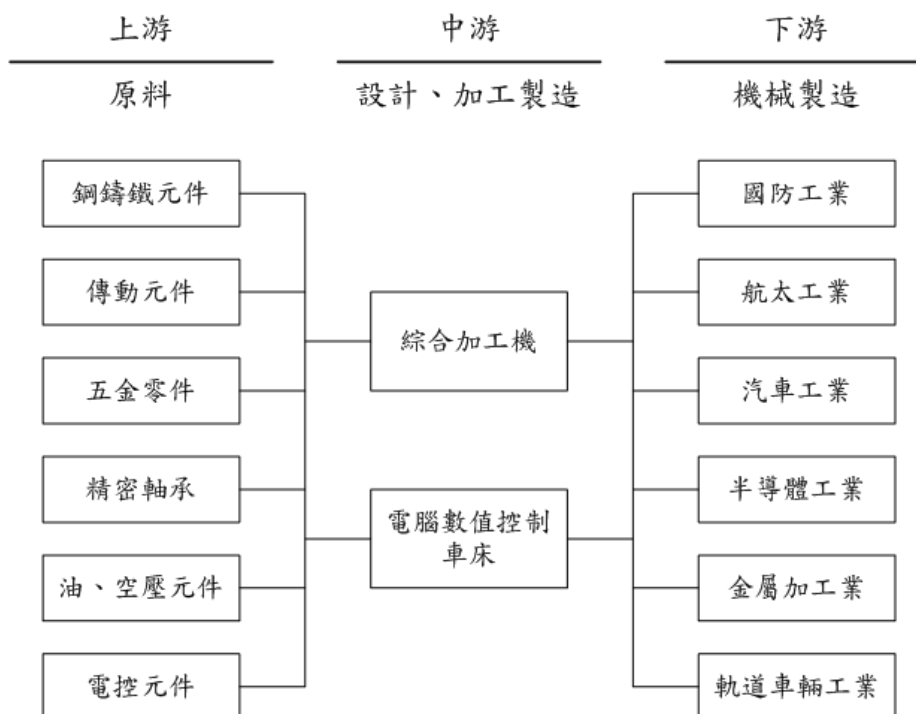 上游
中游
下游
原料
設計、加工製造
機械製造
鋼鑄鐵元件
傳動元件
五金零件
精密軸承
油、空壓元件
電控元件
綜合加工機
電腦數值控制
車床
國防工業
航太工業
汽車工業
半導體工業
金屬加工業
軌道車輛工業